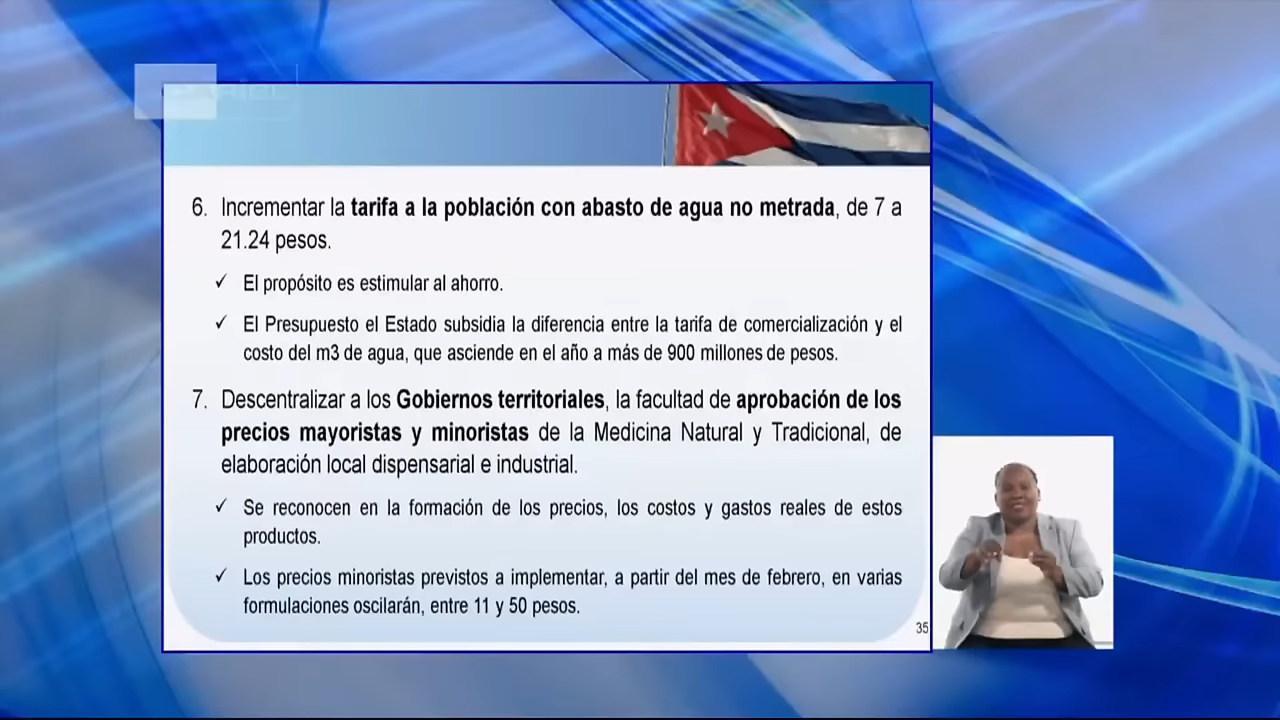 6. Incrementar la tarifa a la población con abasto de agua no metrada, de 7 a
21.24 pesos.
✓ El propósito es estimular al ahorro.
✓ El Presupuesto el Estado subsidia la diferencia entre la tarifa de comercialización y el
costo del m3 de agua, que asciende en el año a más de 900 millones de pesos.
7. Descentralizar a los Gobiernos territoriales, la facultad de aprobación de los
precios mayoristas y minoristas de la Medicina Natural y Tradicional, de
elaboración local dispensarial e industrial.
✓ Se reconocen en la formación de los precios, los costos y gastos reales de estos
productos.
✓ Los precios minoristas previstos a implementar, a partir del mes de febrero, en varias
formulaciones oscilarán, entre 11 y 50 pesos.
35